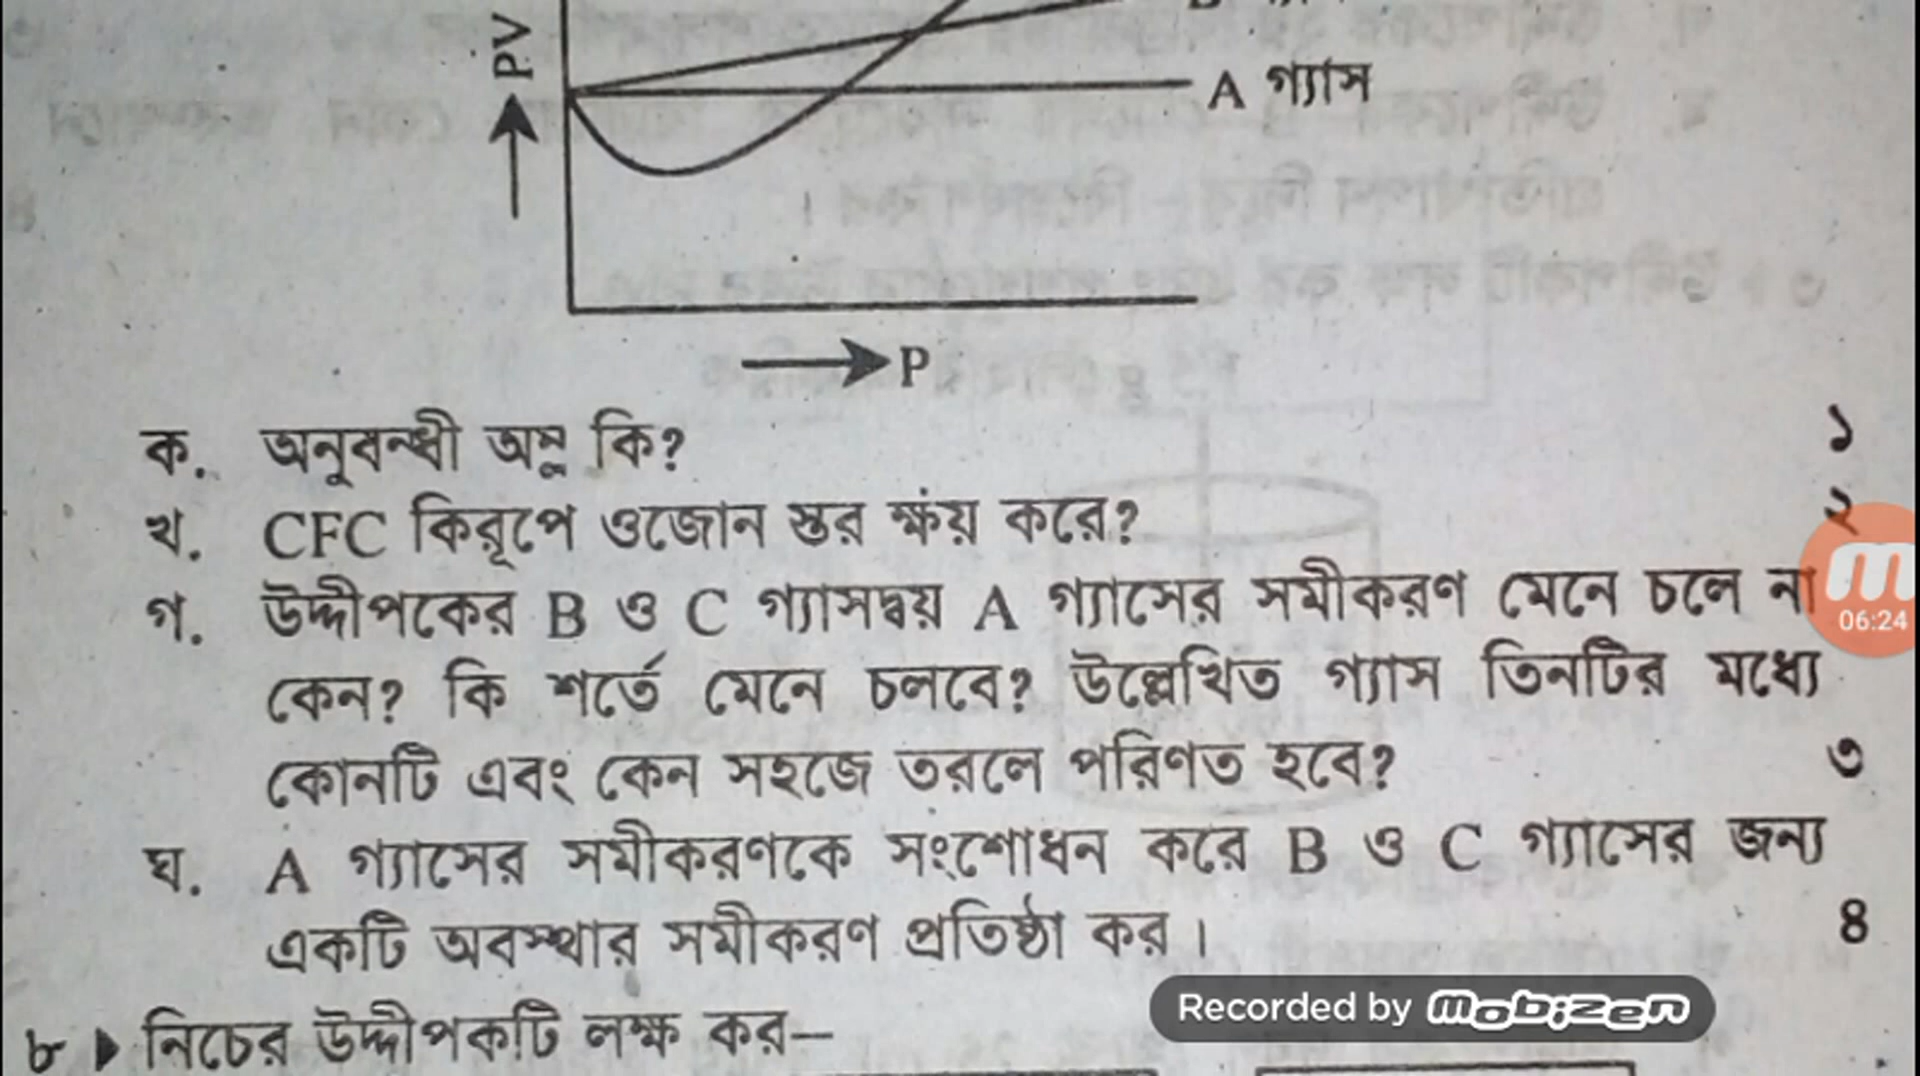 PV
A গ্যাস
P
ক. অনুবন্ধী অম্ল কি? ১
খ. CFC কিরূপে ওজোন স্তর ক্ষয় করে? ২
গ. উদ্দীপকের B ও C গ্যাসদ্বয় A গ্যাসের সমীকরণ মেনে চলে না
কেন? কি শর্তে মেনে চলবে? উল্লেখিত গ্যাস তিনটির মধ্যে
কোনটি এবং কেন সহজে তরলে পরিণত হবে? ৩
ঘ. A গ্যাসের সমীকরণকে সংশোধন করে B ও C গ্যাসের জন্য
একটি অবস্থার সমীকরণ প্রতিষ্ঠা কর। 8
৮ ▶ নিচের উদ্দীপকটি লক্ষ কর—
06:24
Recorded by mobizen